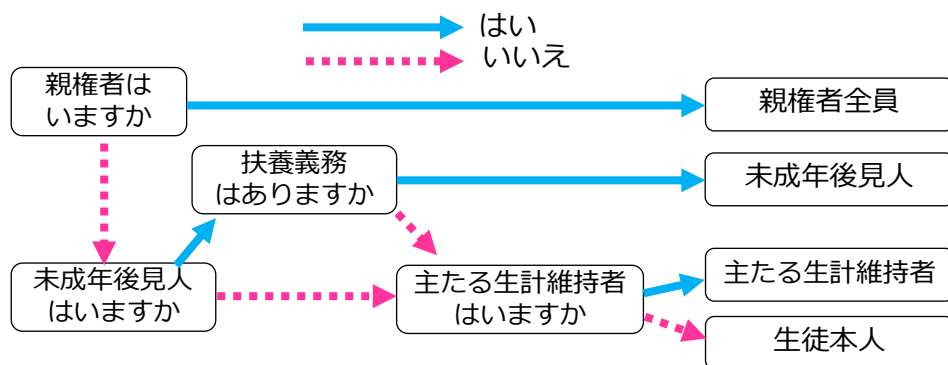 はい
いいえ
親権者は
いますか
親権者全員
扶養義務
はありますか
未成年後見人
未成年後見人
はいますか
主たる生計維持者
はいますか
主たる生計維持者
生徒本人